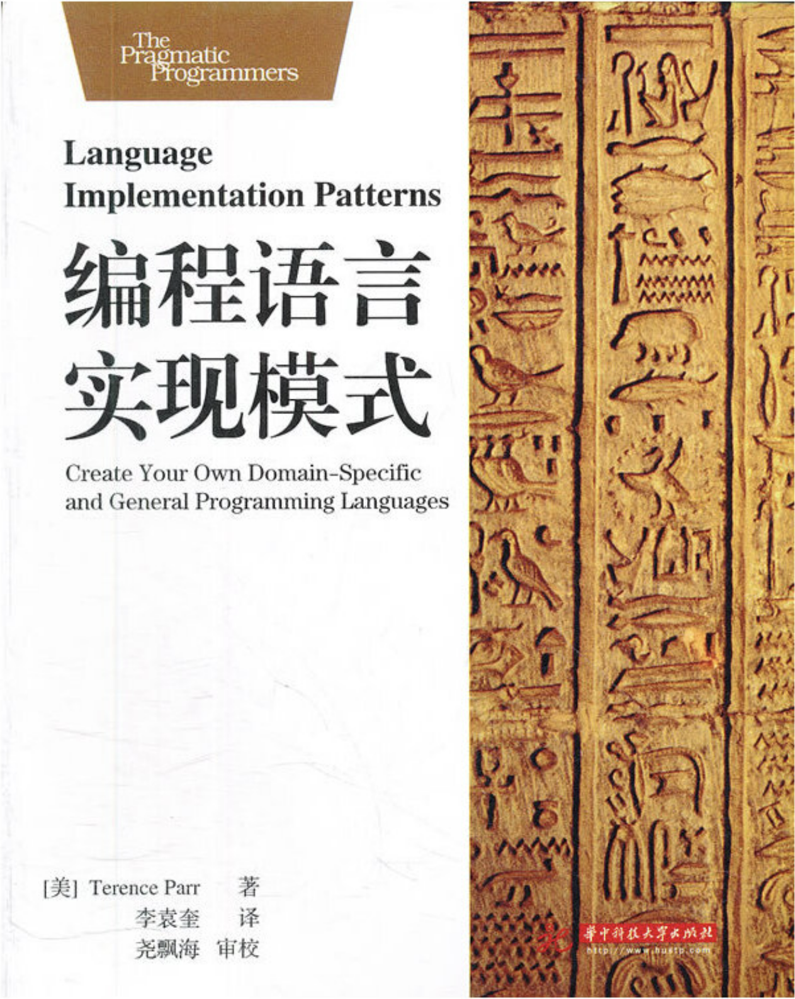 The
Pragmatic
Programmers
Language
Implementation Patterns
编程语言
实现模式
Create Your Own Domain-Specific
and General Programming Languages
[美] Terence Parr 著
李袁奎 译
尧飘海 审校
華中科技大学出版社
http://www.hustp.com